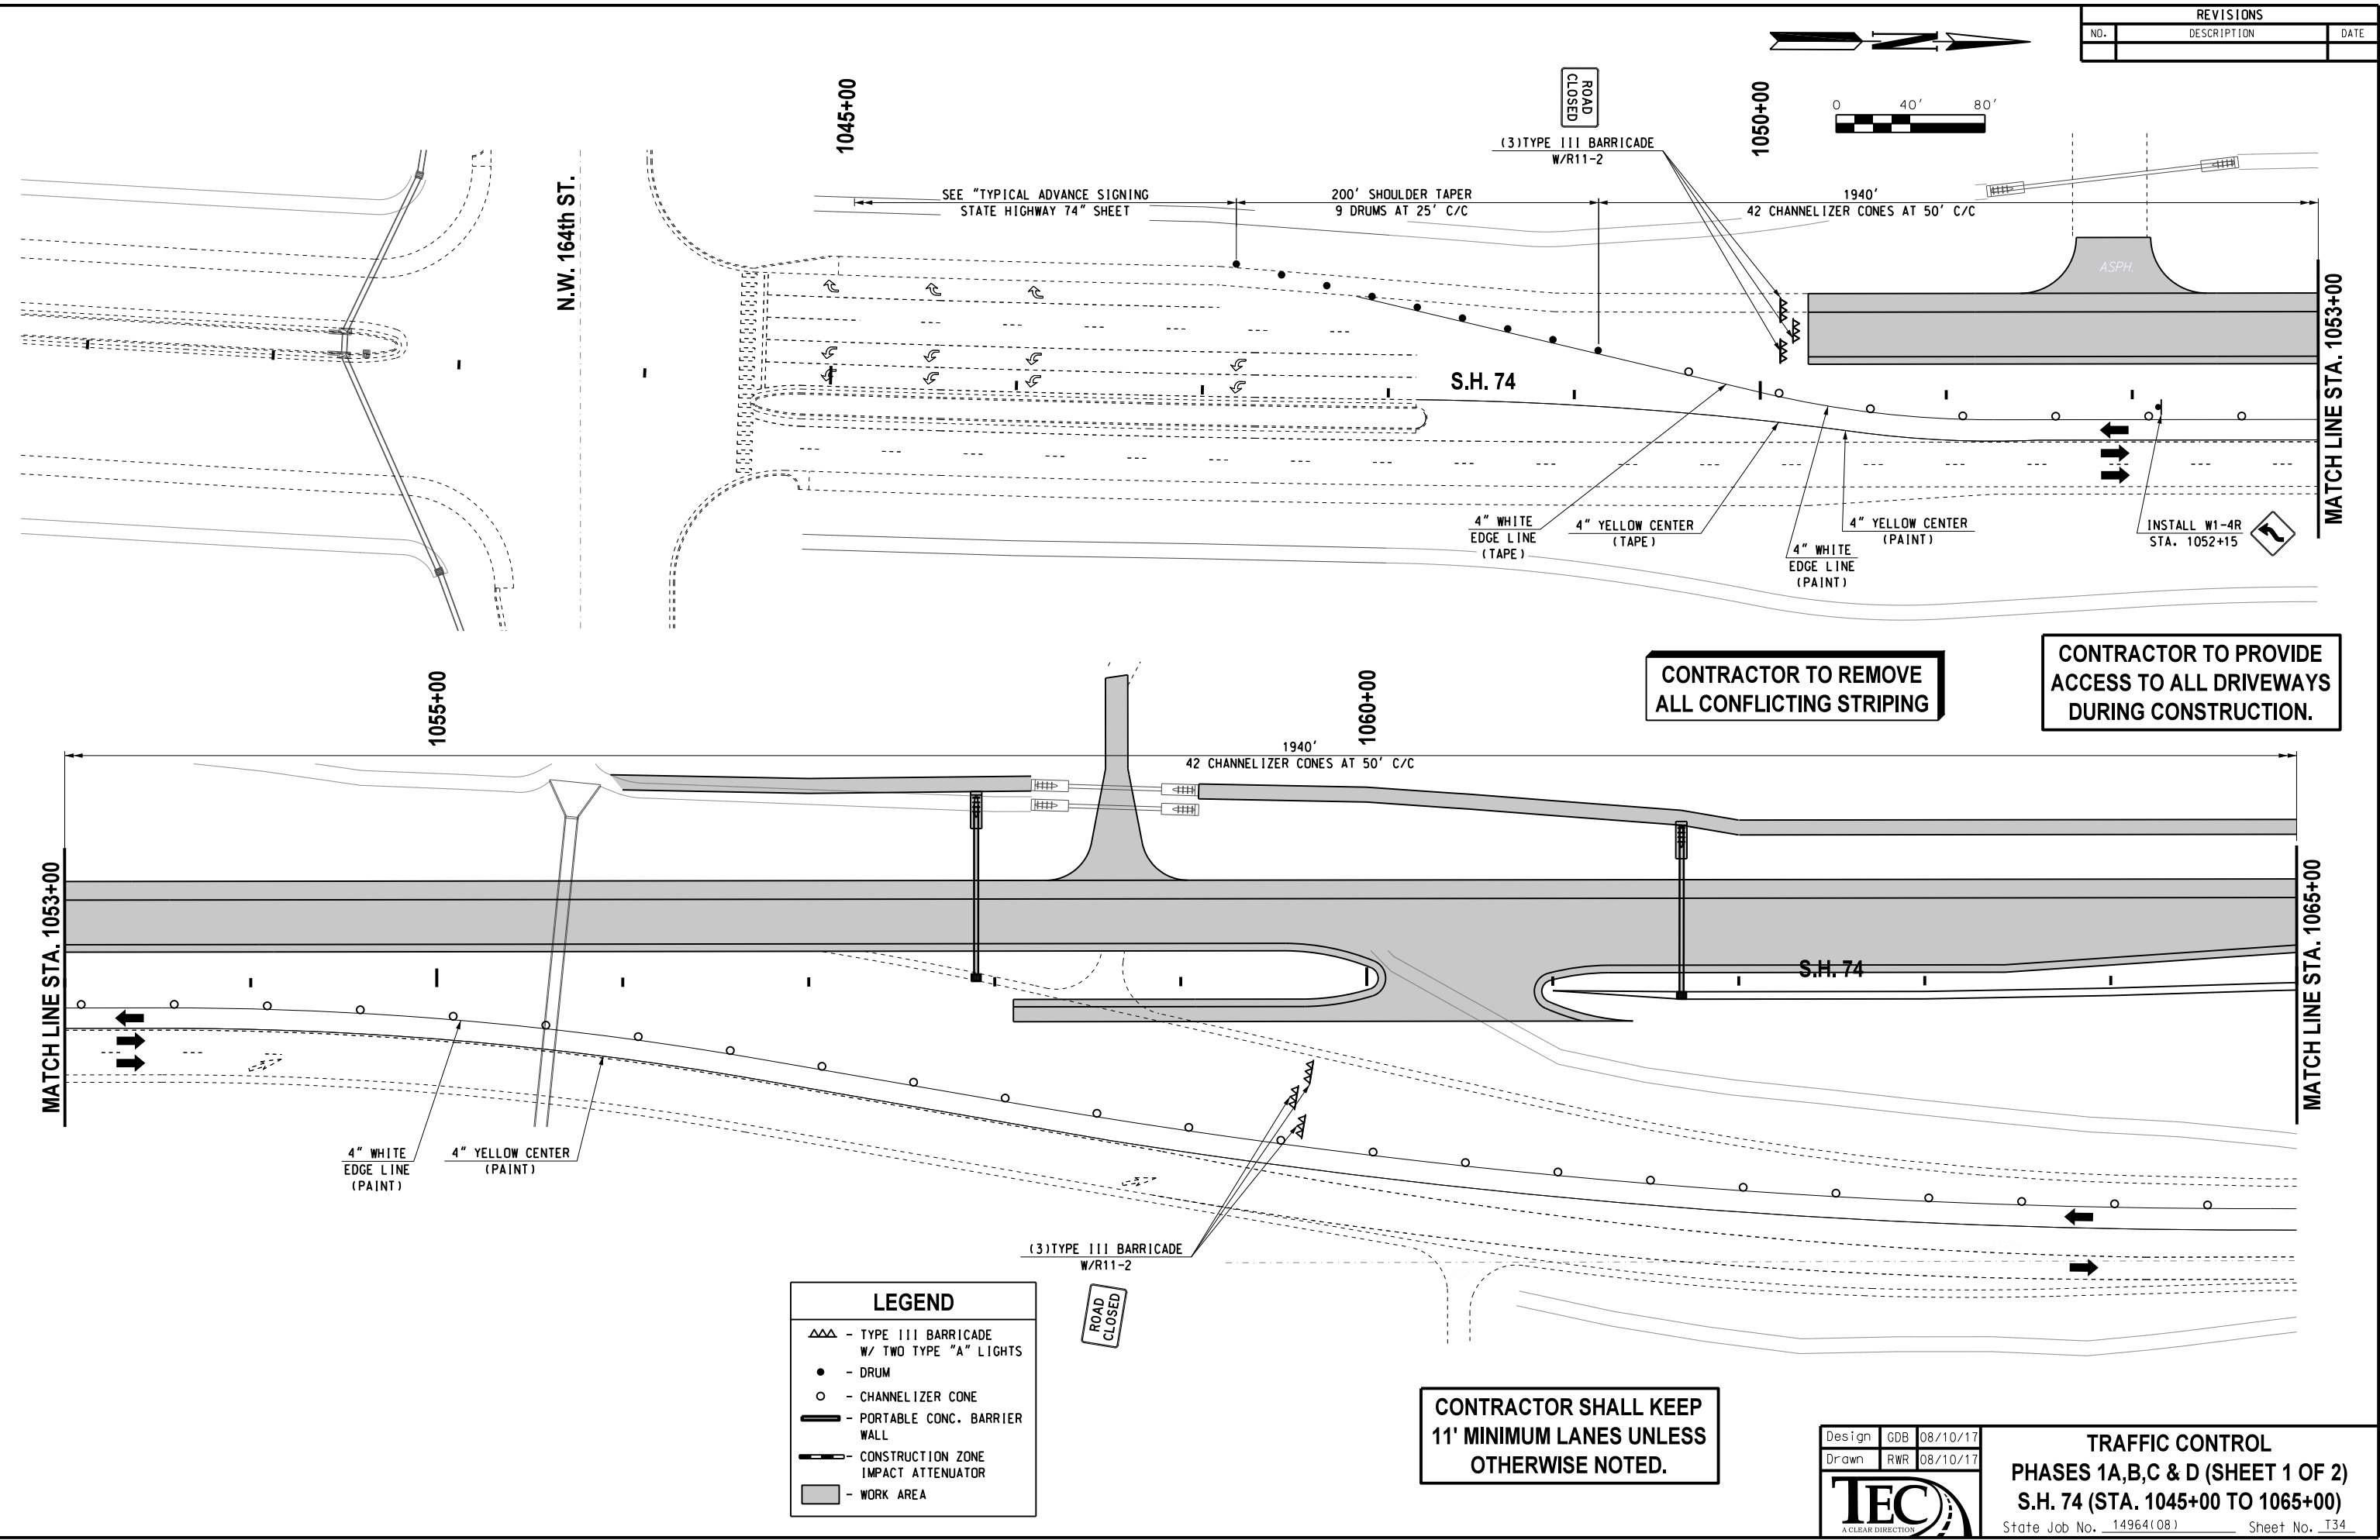 REVISIONS
NO. DESCRIPTION DATE
1045+00
ROAD
CLOSED
1050+00
0 40' 80'
(3)TYPE III BARRICADE
W/R11-2
N.W. 164th ST.
SEE "TYPICAL ADVANCE SIGNING
STATE HIGHWAY 74" SHEET
200' SHOULDER TAPER
9 DRUMS AT 25' C/C
1940'
42 CHANNELIZER CONES AT 50' C/C
ASPH.
S.H. 74
MATCH LINE STA. 1053+00
4" WHITE
EDGE LINE
(TAPE)
4" YELLOW CENTER
(TAPE)
4" WHITE
EDGE LINE
(PAINT)
4" YELLOW CENTER
(PAINT)
INSTALL W1-4R
STA. 1052+15
CONTRACTOR TO REMOVE
ALL CONFLICTING STRIPING
CONTRACTOR TO PROVIDE
ACCESS TO ALL DRIVEWAYS
DURING CONSTRUCTION.
1055+00
1060+00
1940'
42 CHANNELIZER CONES AT 50' C/C
MATCH LINE STA. 1053+00
S.H. 74
MATCH LINE STA. 1065+00
4" WHITE
EDGE LINE
(PAINT)
4" YELLOW CENTER
(PAINT)
(3)TYPE III BARRICADE
W/R11-2
ROAD
CLOSED
LEGEND
- TYPE III BARRICADE
W/ TWO TYPE "A" LIGHTS
- DRUM
- CHANNELIZER CONE
- PORTABLE CONC. BARRIER
WALL
- CONSTRUCTION ZONE
IMPACT ATTENUATOR
- WORK AREA
CONTRACTOR SHALL KEEP
11' MINIMUM LANES UNLESS
OTHERWISE NOTED.
Design GDB 08/10/17
Drawn RWR 08/10/17
TEC
A CLEAR DIRECTION
TRAFFIC CONTROL
PHASES 1A,B,C & D (SHEET 1 OF 2)
S.H. 74 (STA. 1045+00 TO 1065+00)
State Job No. 14964(08) Sheet No. T34